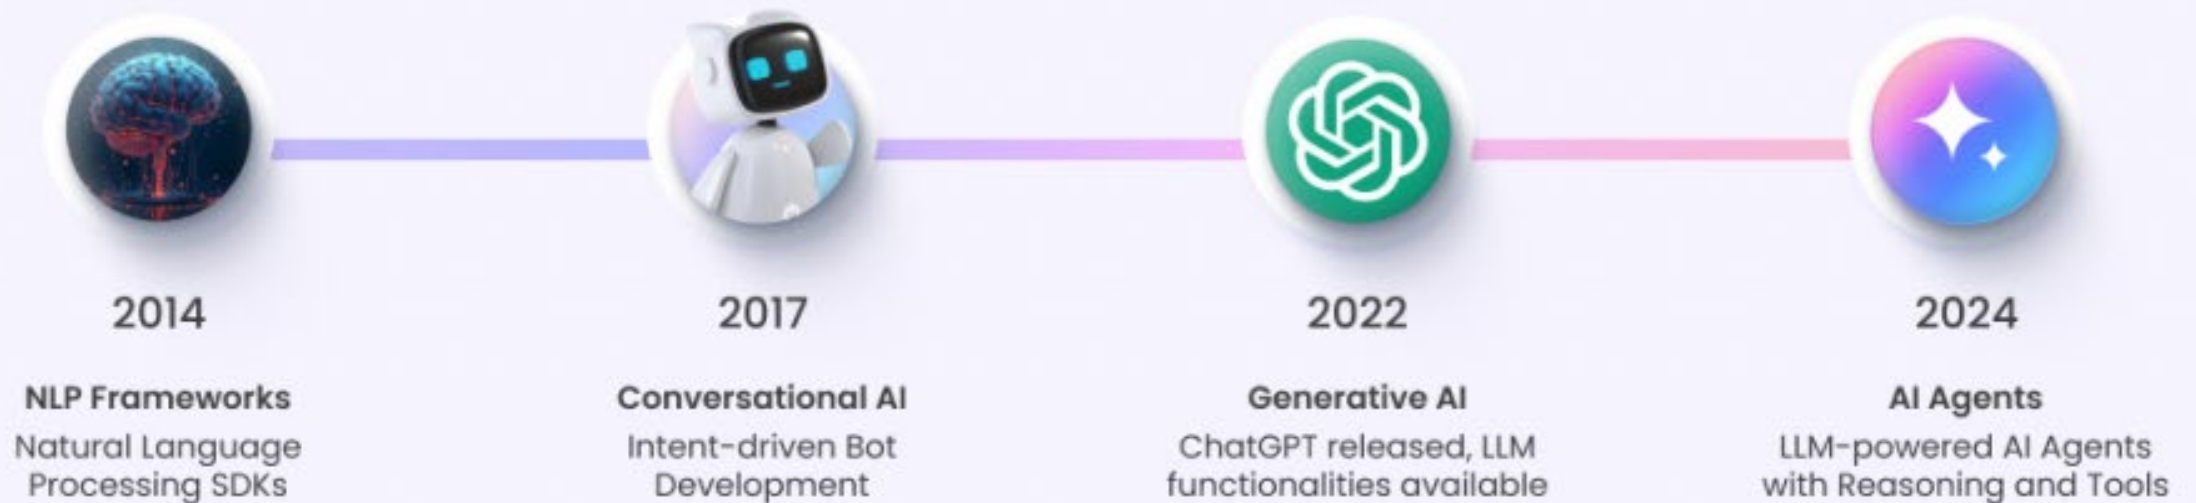 2014
NLP Frameworks
Natural Language
Processing SDKs
2017
Conversational AI
Intent-driven Bot
Development
2022
Generative AI
ChatGPT released, LLM
functionalities available
2024
AI Agents
LLM-powered AI Agents
with Reasoning and Tools